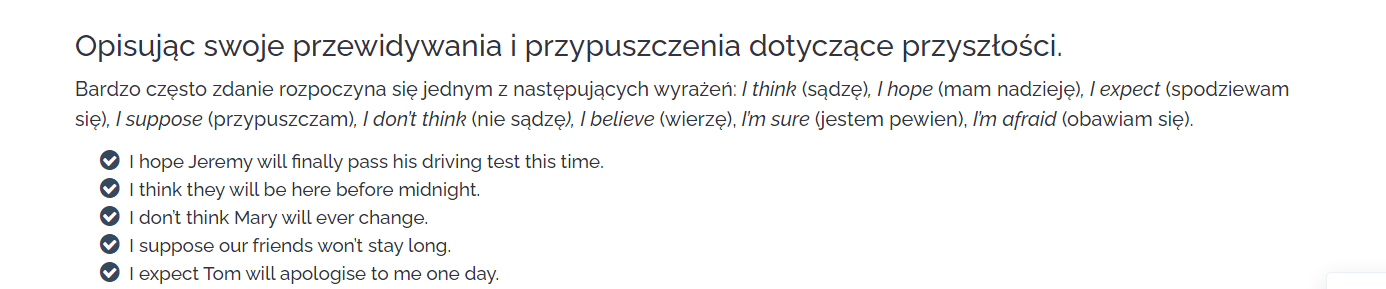 Opisując swoje przewidywania i przypuszczenia dotyczące przyszłości.
Bardzo często zdanie rozpoczyna się jednym z następujących wyrażeń: I think (sądzę), I hope (mam nadzieję), I expect (spodziewam
się), I suppose (przypuszczam), I don’t think (nie sądzę), I believe (wierzę), I’m sure (jestem pewien), I’m afraid (obawiam się).
I hope Jeremy will finally pass his driving test this time.
I think they will be here before midnight.
I don’t think Mary will ever change.
I suppose our friends won’t stay long.
I expect Tom will apologise to me one day.